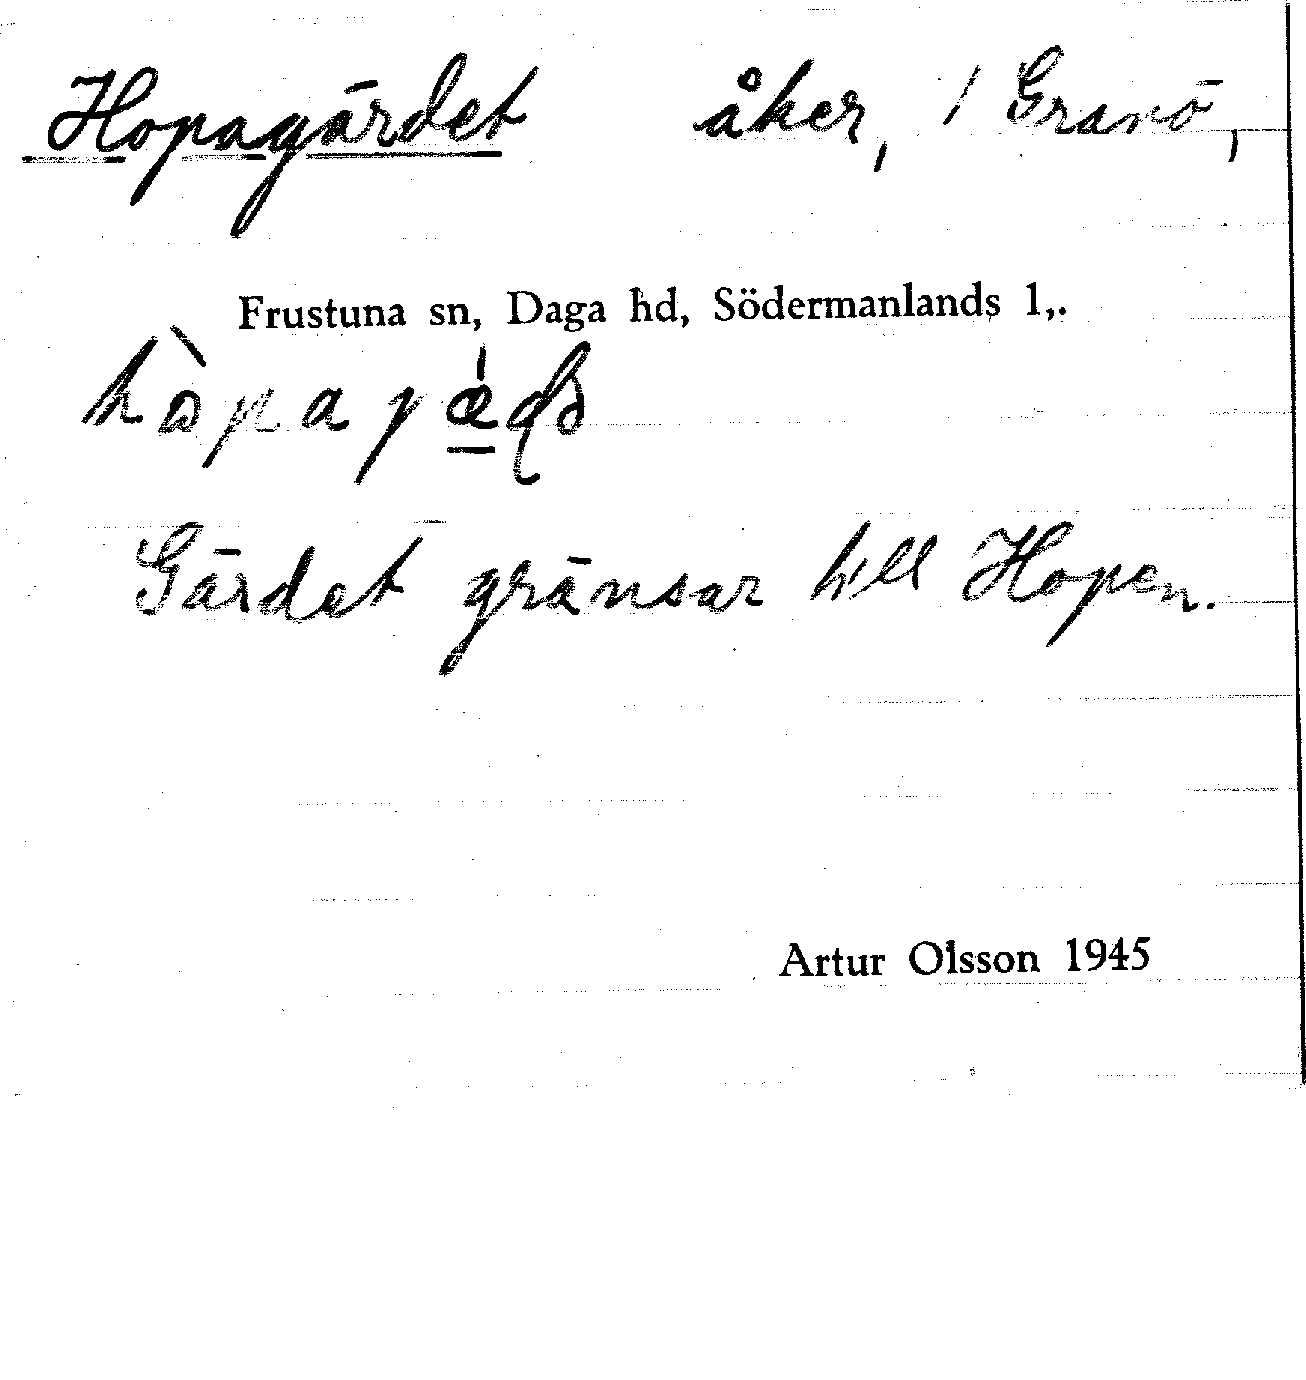 Hopagärdet åker, / Granö,
Frustuna sn, Daga hd, Södermanlands l,.
Gärdet gränsar till Hopen.
Artur Olsson 1945